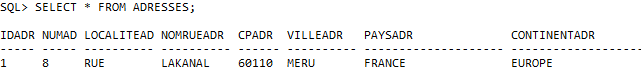 SQL> SELECT * FROM ADRESSES;
IDADR NUMAD LOCALITEAD NOMRUEADR CPADR VILLEADR PAYSADR CONTINENTADR
----- ----- ---------- --------- ----- -------- -------------------- --------------------
1 8 RUE LAKANAL 60110 MERU FRANCE EUROPE